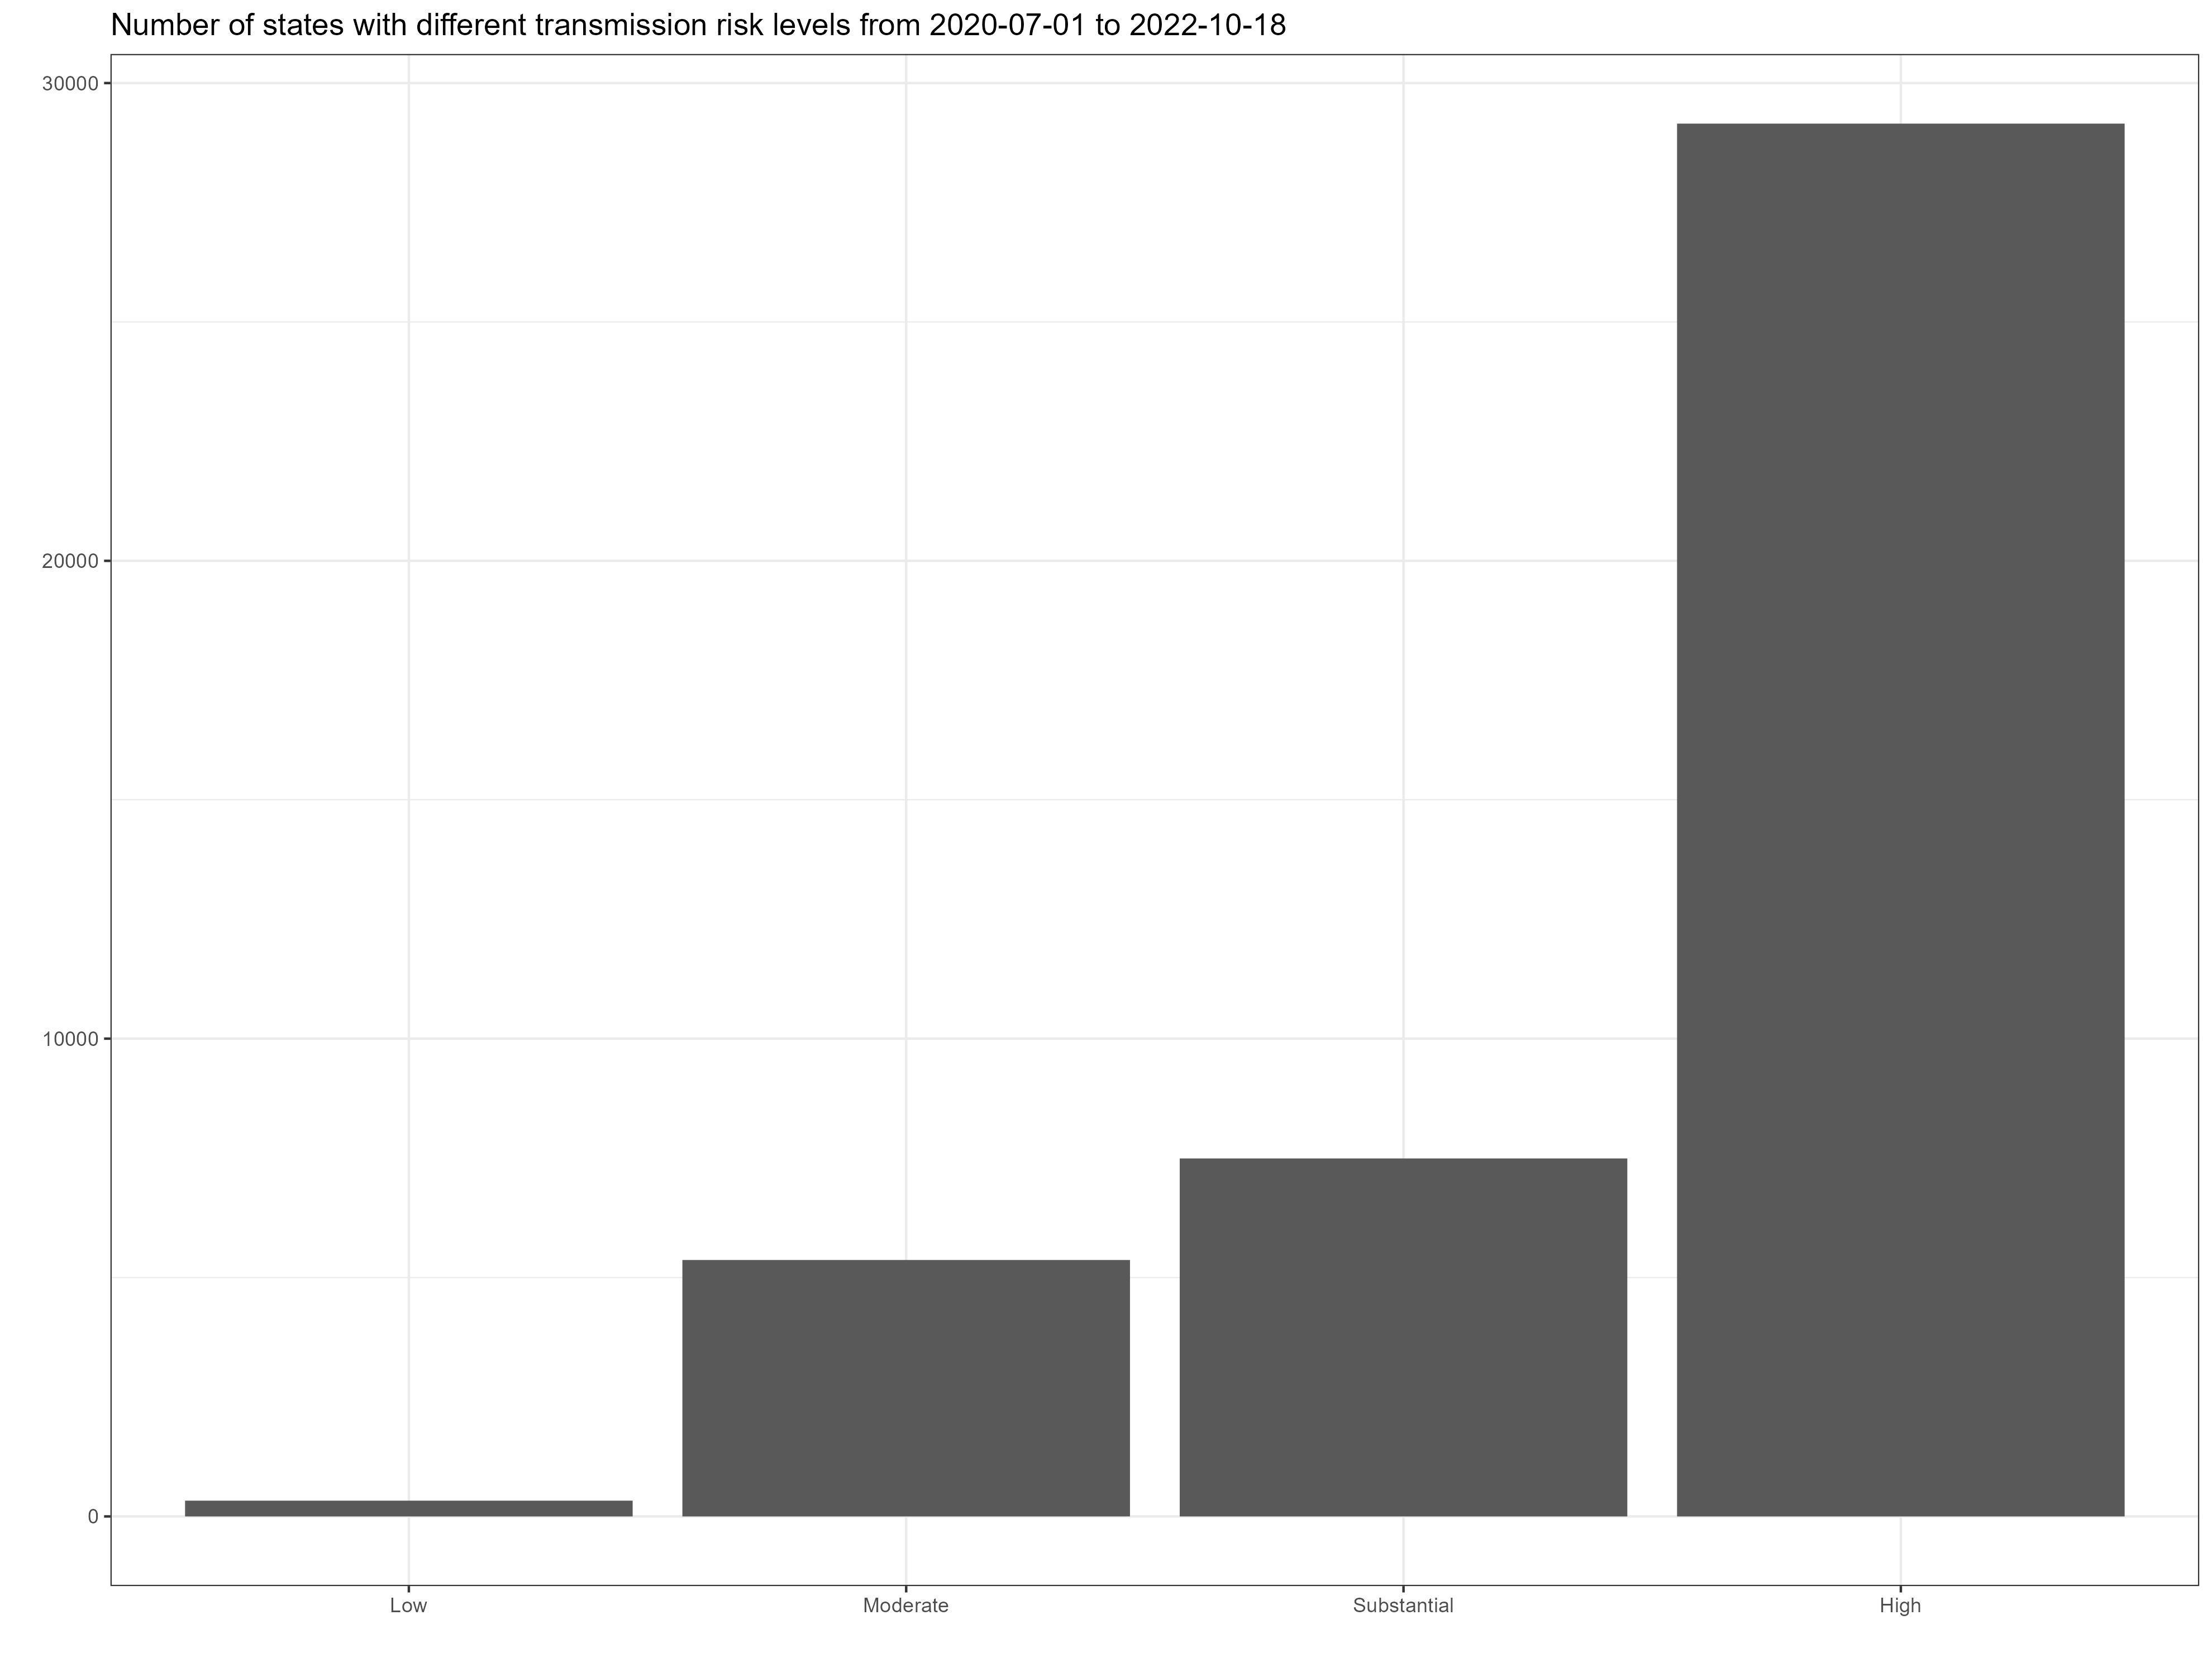 Number of states with different transmission risk levels from 2020-07-01 to 2022-10-18
30000
20000
10000
0
Low Moderate Substantial High